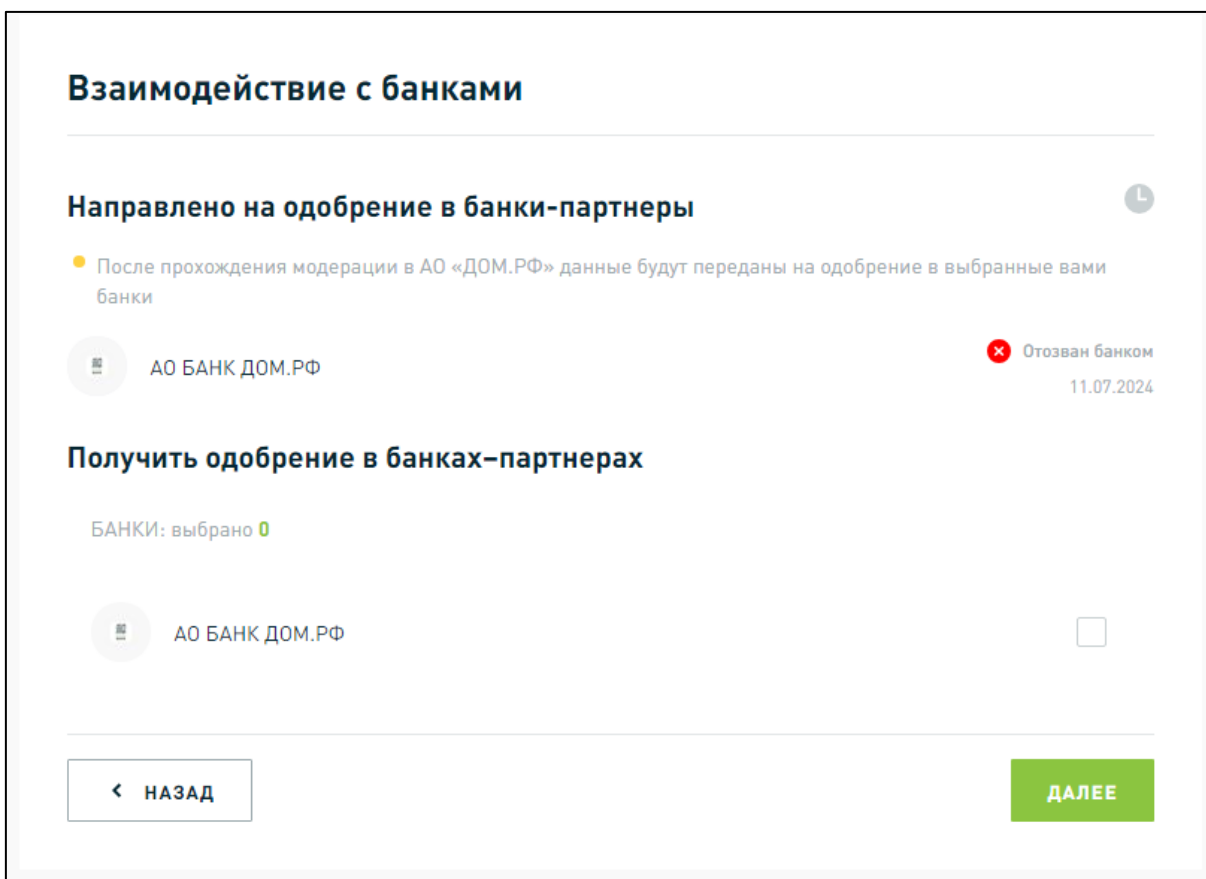 Взаимодействие с банками
Направлено на одобрение в банки-партнеры
После прохождения модерации в АО «ДОМ.РФ» данные будут переданы на одобрение в выбранные вами
банки
АО БАНК ДОМ.РФ
Отозван банком
11.07.2024
Получить одобрение в банках–партнерах
БАНКИ: выбрано 0
АО БАНК ДОМ.РФ
НАЗАД
ДАЛЕЕ